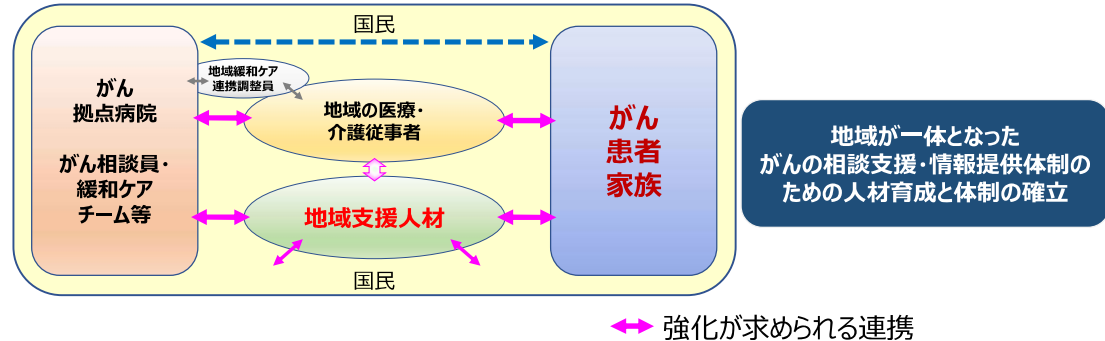 国民
がん
拠点病院
がん相談員・
緩和ケア
チーム等
地域緩和ケア
連携調整員
地域の医療・
介護従事者
地域支援人材
がん
患者
家族
国民
地域が一体となった
がんの相談支援・情報提供体制の
ための人材育成と体制の確立
強化が求められる連携